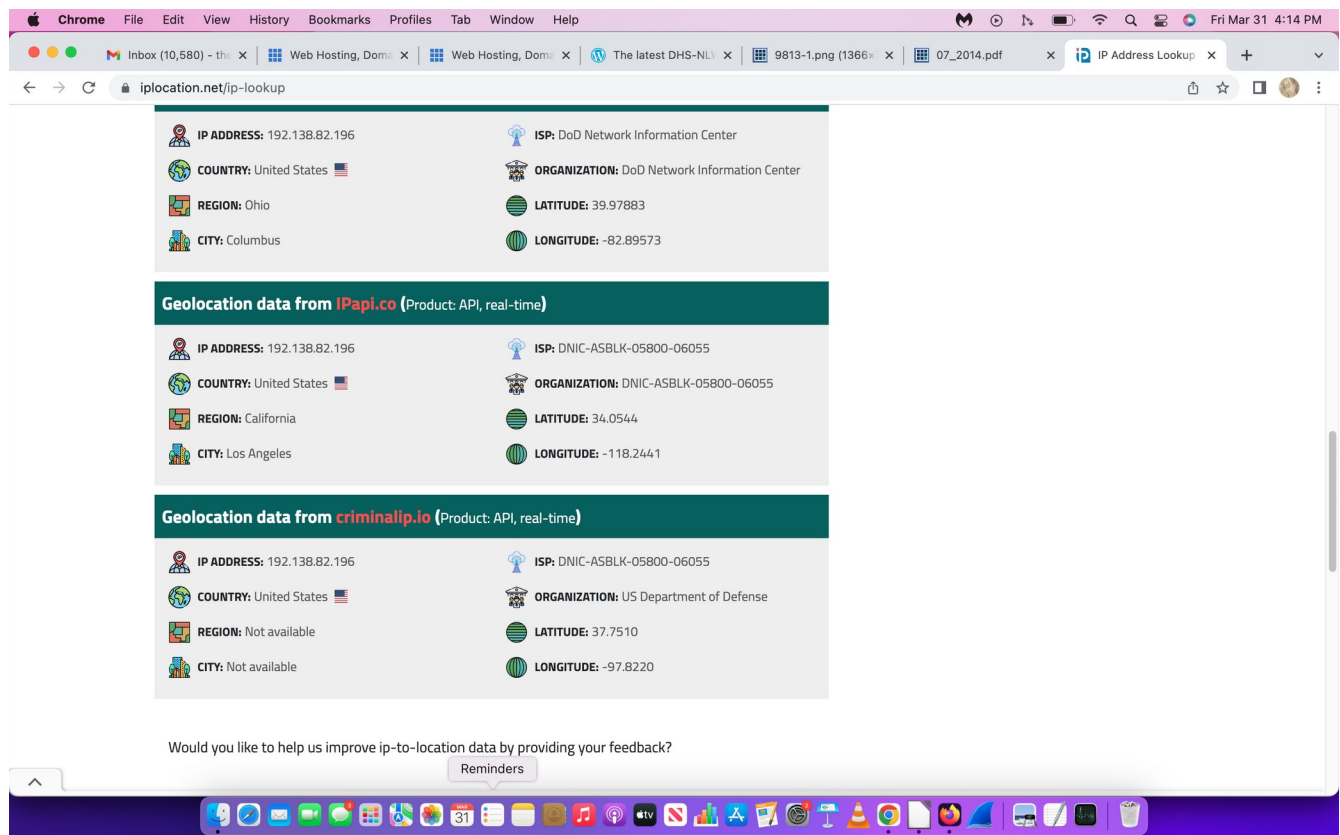 Chrome File Edit View History Bookmarks Profiles Tab Window Help Fri Mar 31 4:14 PM
Inbox (10,580) - the Web Hosting, Doma Web Hosting, Doma The latest DHS-NLV 9813-1.png (1366× 07_2014.pdf IP Address Lookup
iplocation.net/ip-lookup
IP ADDRESS: 192.138.82.196 ISP: DoD Network Information Center
COUNTRY: United States ORGANIZATION: DoD Network Information Center
REGION: Ohio LATITUDE: 39.97883
CITY: Columbus LONGITUDE: -82.89573
Geolocation data from IPapi.co (Product: API, real-time)
IP ADDRESS: 192.138.82.196 ISP: DNIC-ASBLK-05800-06055
COUNTRY: United States ORGANIZATION: DNIC-ASBLK-05800-06055
REGION: California LATITUDE: 34.0544
CITY: Los Angeles LONGITUDE: -118.2441
Geolocation data from criminalip.io (Product: API, real-time)
IP ADDRESS: 192.138.82.196 ISP: DNIC-ASBLK-05800-06055
COUNTRY: United States ORGANIZATION: US Department of Defense
REGION: Not available LATITUDE: 37.7510
CITY: Not available LONGITUDE: -97.8220
Would you like to help us improve ip-to-location data by providing your feedback?
Reminders
MAR
31
tv